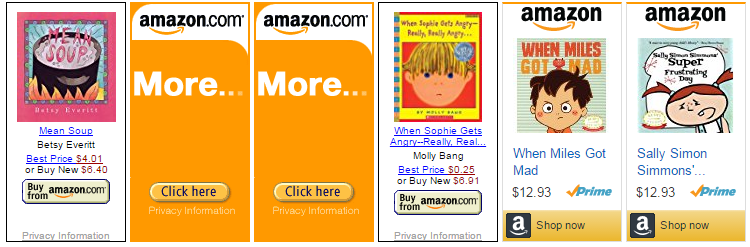 MEAN
SOUP
Betsy Everitt
Mean Soup
Betsy Everitt
Best Price $4.01
or Buy New $6.40
Buy
from amazon.com
Privacy Information
amazon.com
More...
Click here
Privacy Information
amazon.com
More...
Click here
Privacy Information
When Sophie Gets Angry—
Really, Really Angry...
BY MOLLY BANG
When Sophie Gets
Angry--Really, Real...
Molly Bang
Best Price $0.25
or Buy New $6.91
Buy
from amazon.com
Privacy Information
amazon.com
WHEN MILES
GOT MAD
When Miles Got
Mad
$12.93 Prime
a Shop now
amazon.com
Sally Simon Simmons'
Super
Frustrating
Day
Sally Simon
Simmons'...
$12.93 Prime
a Shop now